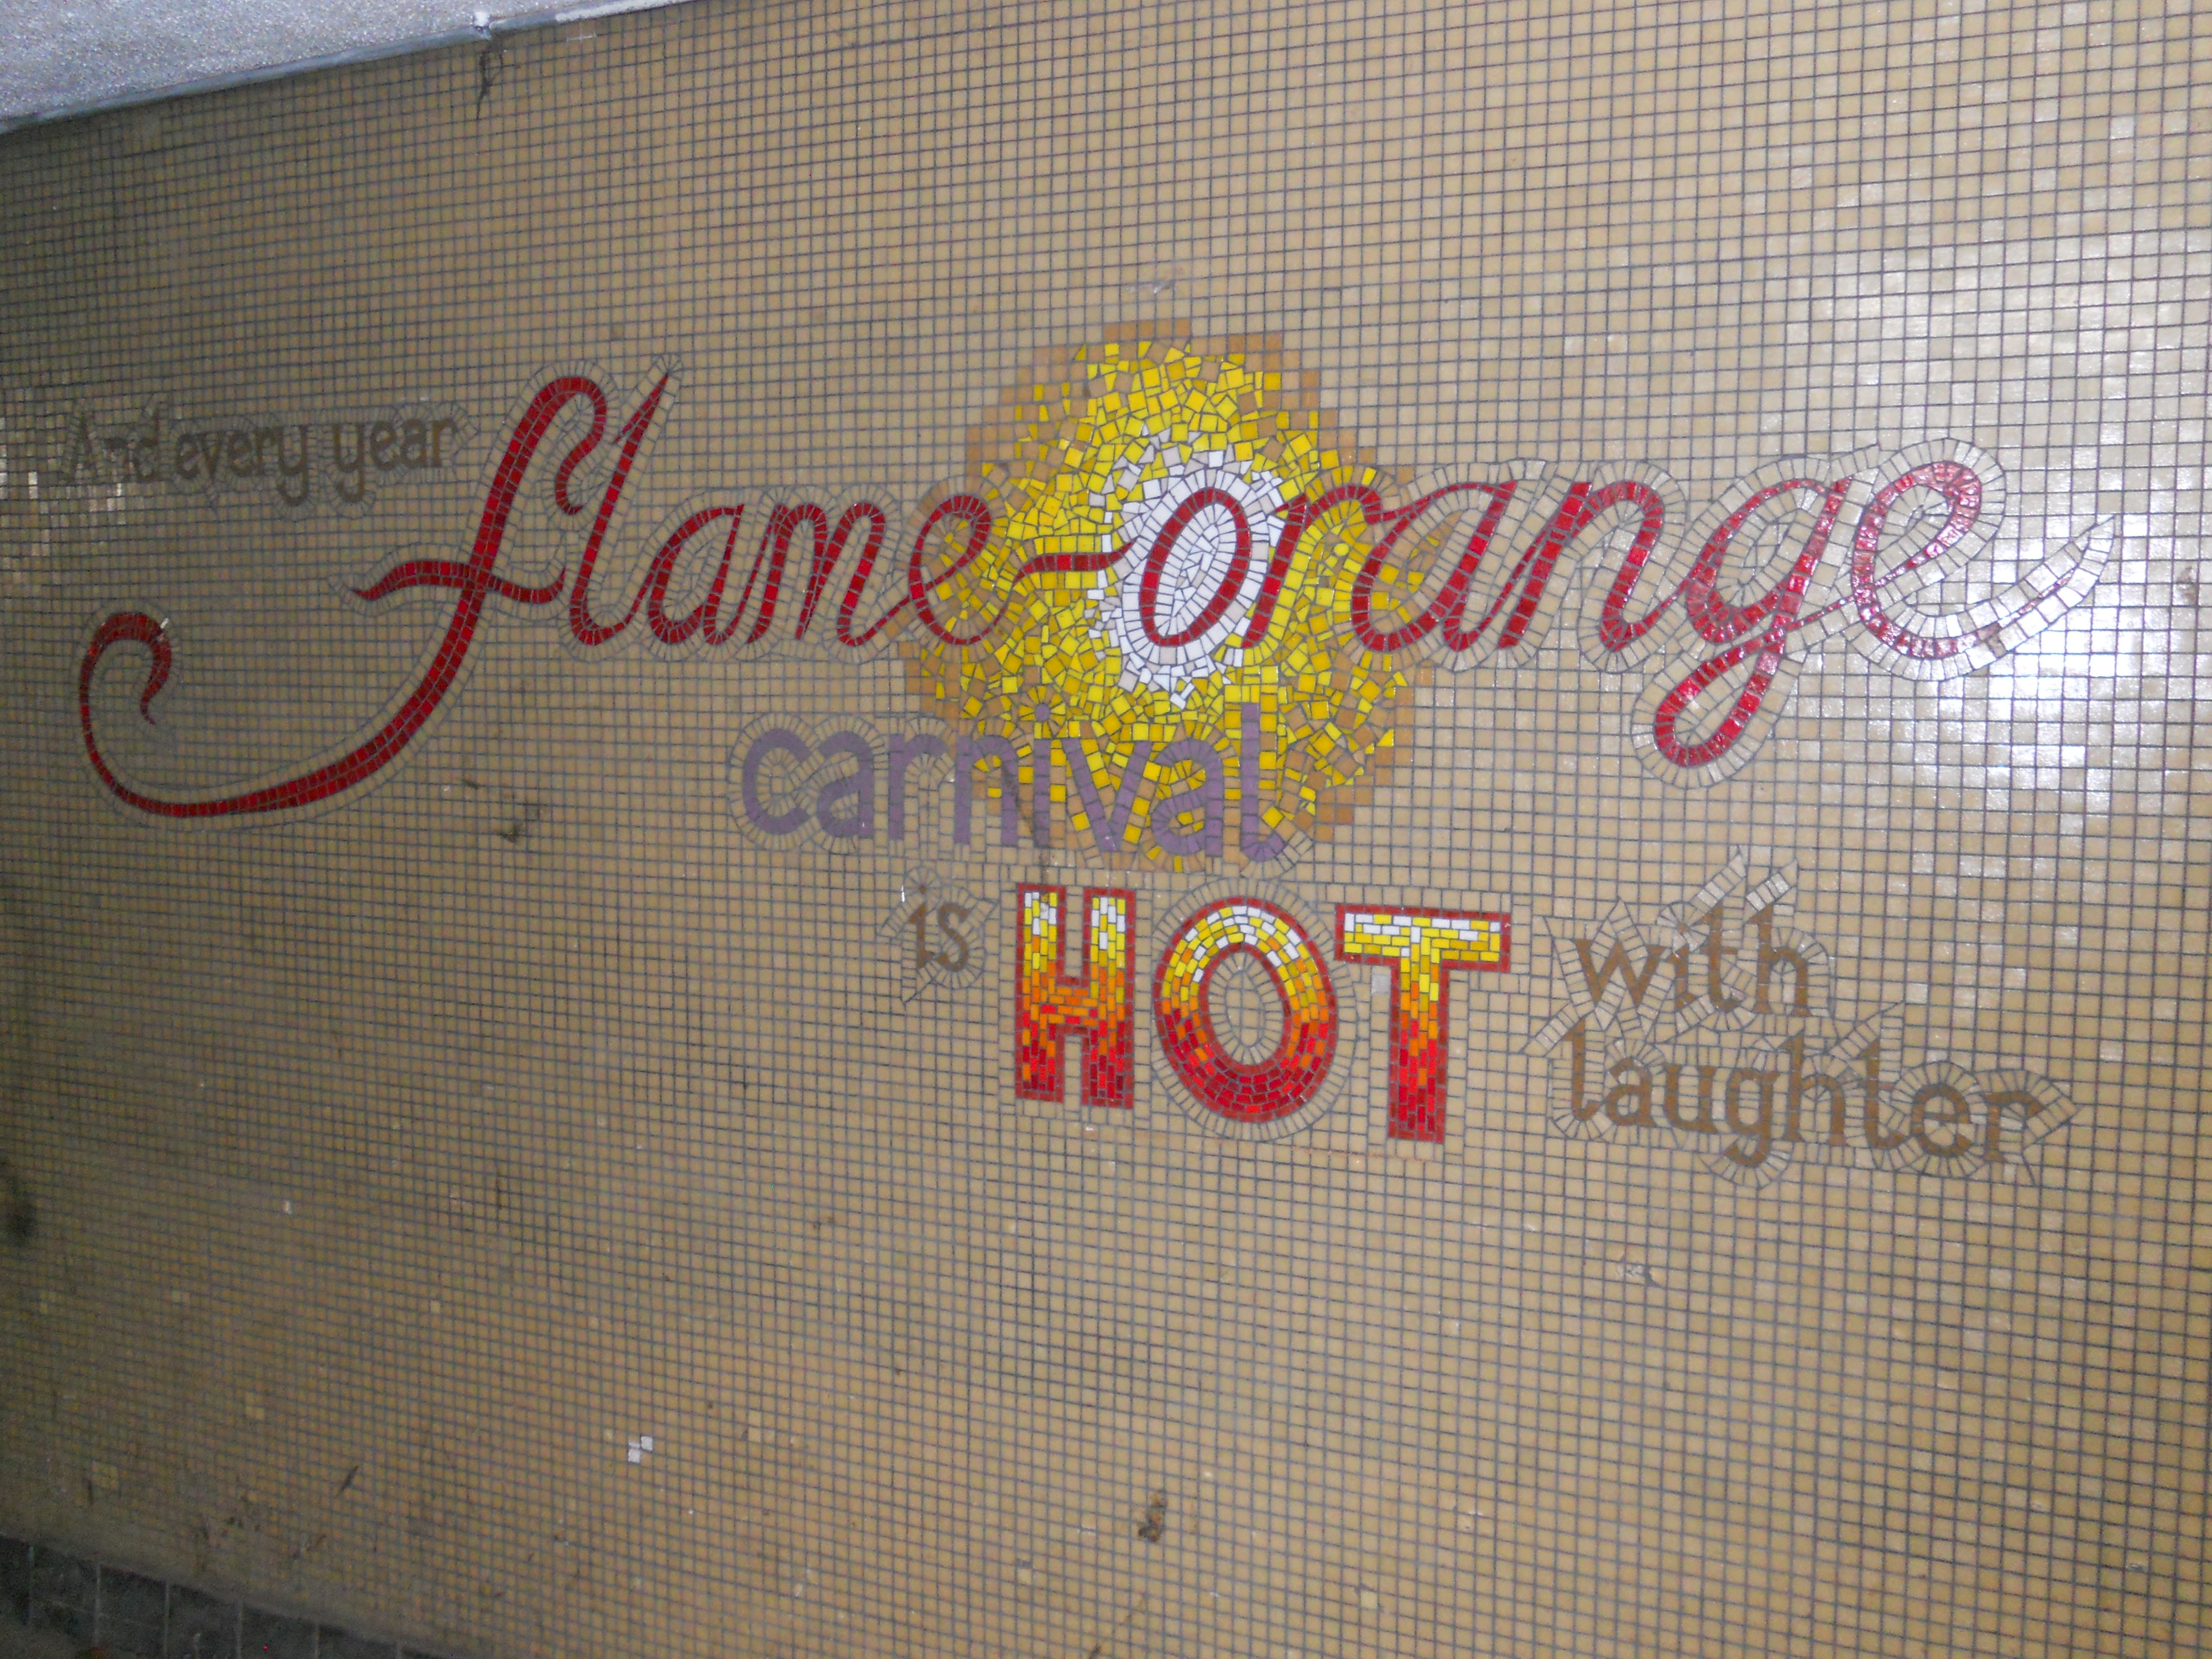 And every year
flame-orange
carnival
is HOT with
laughter